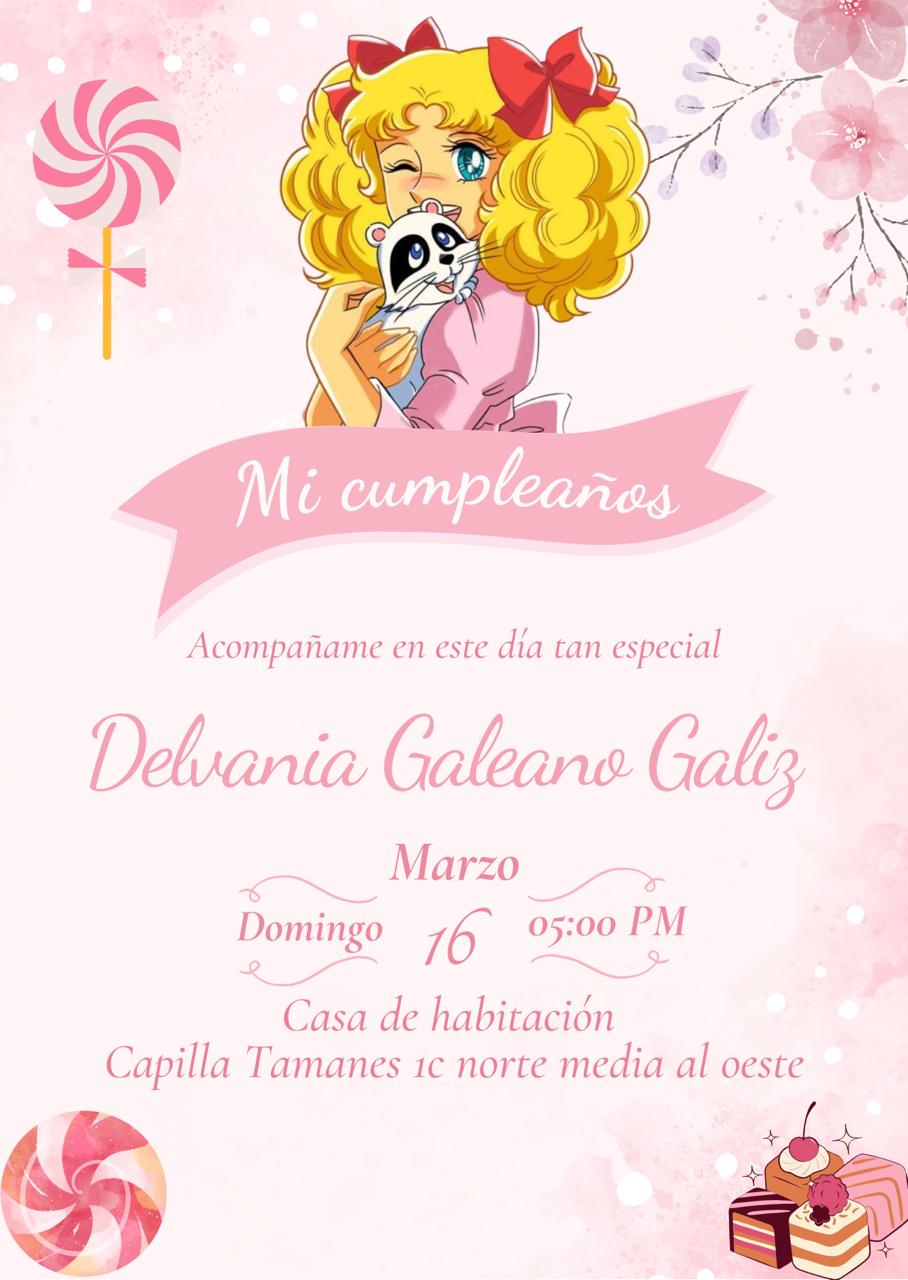 Mi cumpleaños
Acompañame en este día tan especial
Delvania Galeano Galiz
Marzo
Domingo 16 05:00 PM
Casa de habitación
Capilla Tamanes 1c norte media al oeste